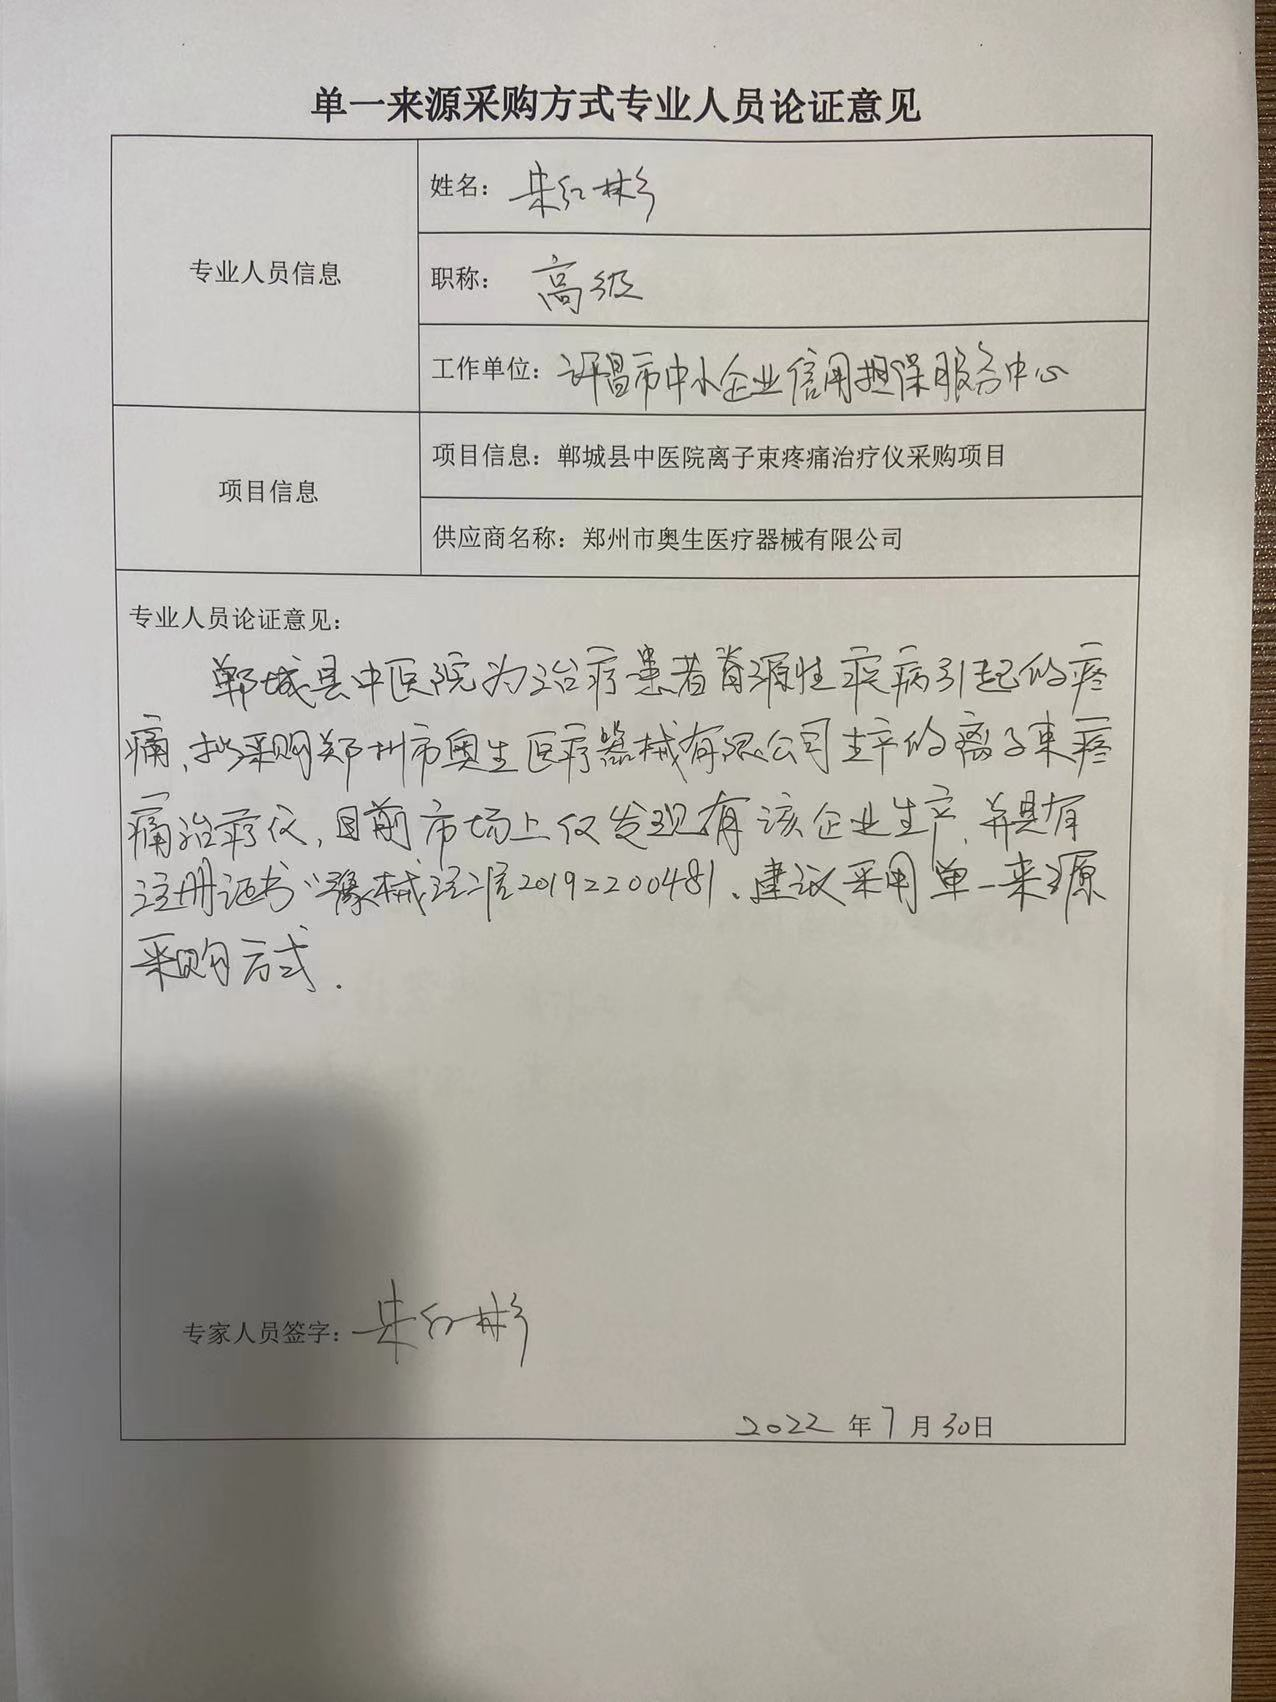 单一来源采购方式专业人员论证意见
专业人员信息
姓名：朱红彬
职称：高级
工作单位：许昌市中小企业信用担保服务中心
项目信息
项目信息：郸城县中医院离子束疼痛治疗仪采购项目
供应商名称：郑州市奥生医疗器械有限公司
专业人员论证意见：
郸城县中医院为治疗患者脊源性疾病引起的疼
痛、拟采购郑州市奥生医疗器械有限公司生产的离子束疼
痛治疗仪，目前市场上仅发现有该企业生产，并具有
注册证书“豫械注准20192200481、建议采用单一来源
采购方式.
专家人员签字：朱红彬
2022年7月30日